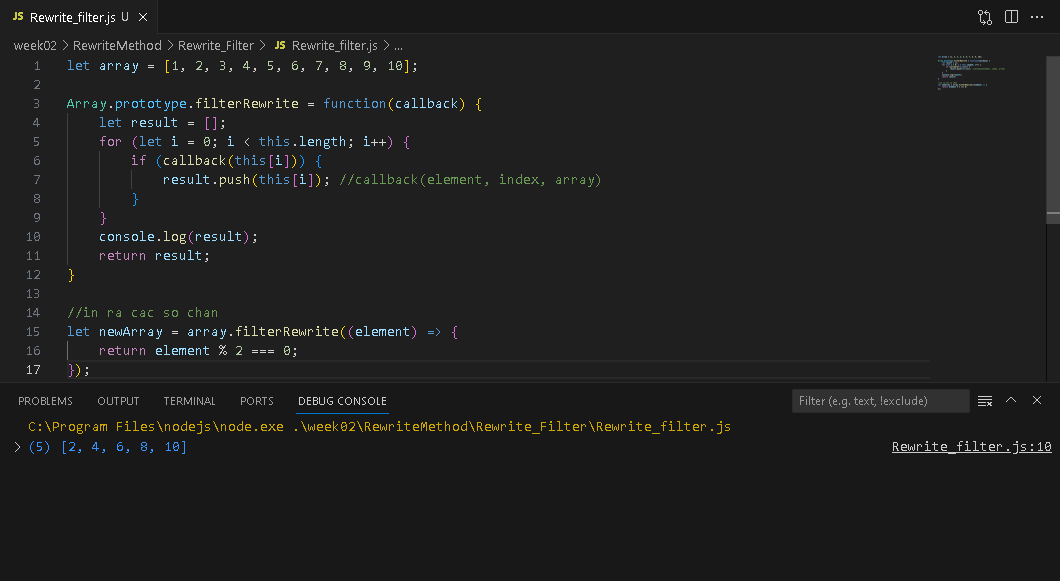 JS Rewrite_filter.js U
week02 > RewriteMethod > Rewrite_Filter > JS Rewrite_filter.js > ...
1 let array = [1, 2, 3, 4, 5, 6, 7, 8, 9, 10];
2
3 Array.prototype.filterRewrite = function(callback) {
4     let result = [];
5     for (let i = 0; i < this.length; i++) {
6         if (callback(this[i])) {
7             result.push(this[i]); //callback(element, index, array)
8         }
9     }
10     console.log(result);
11     return result;
12 }
13
14 //in ra cac so chan
15 let newArray = array.filterRewrite((element) => {
16     return element % 2 === 0;
17 });
PROBLEMS OUTPUT TERMINAL PORTS DEBUG CONSOLE Filter (e.g. text, !exclude)
C:\Program Files\nodejs\node.exe .\week02\RewriteMethod\Rewrite_Filter\Rewrite_filter.js
> (5) [2, 4, 6, 8, 10] Rewrite_filter.js:10